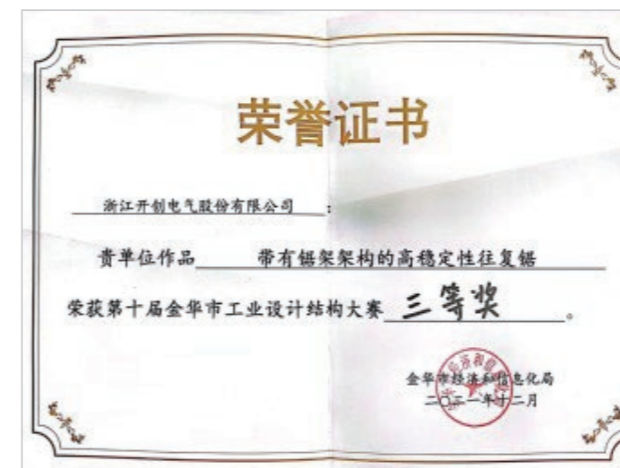 荣誉证书
浙江开创电气股份有限公司:
贵单位作品 带有锯架架构的高稳定性往复锯
荣获第十届金华市工业设计结构大赛 三等奖。
金华市经济和信息化局
二〇二一年十二月